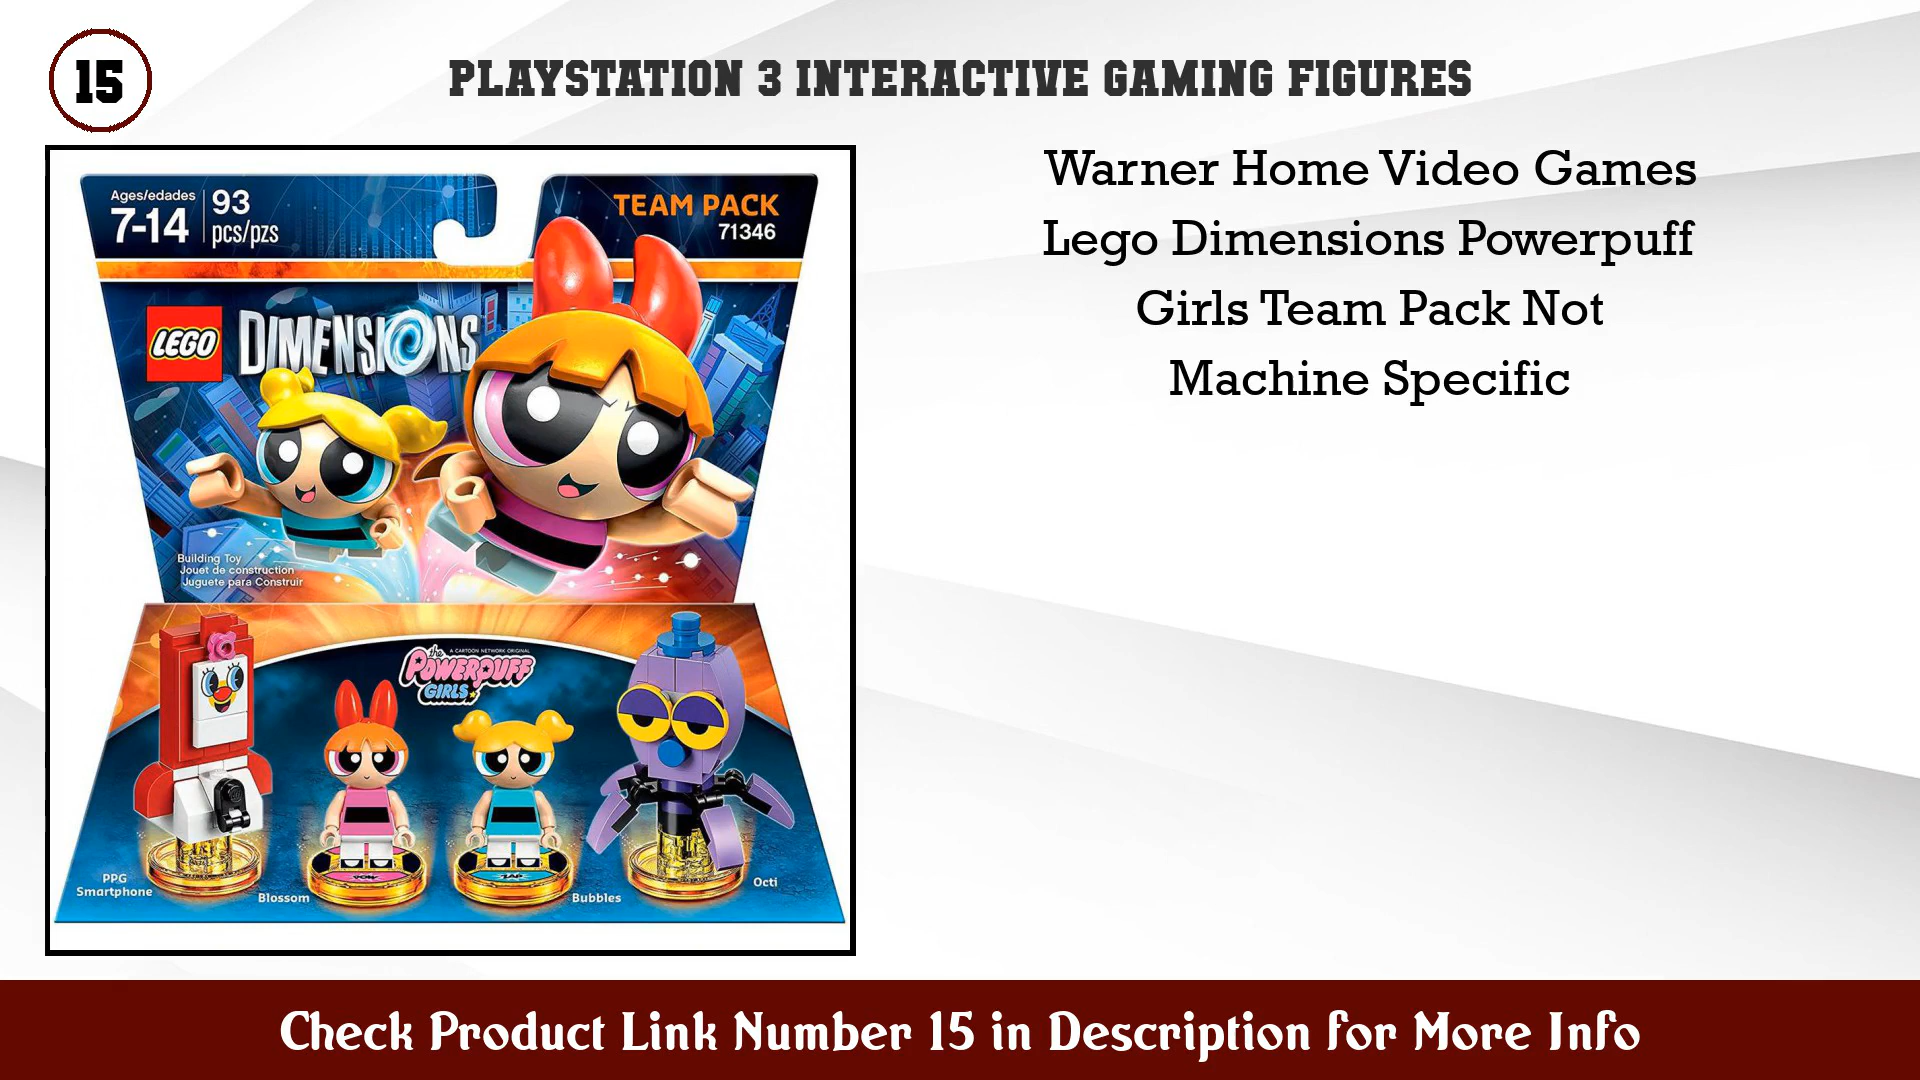 15
PLAYSTATION 3 INTERACTIVE GAMING FIGURES
Warner Home Video Games
Lego Dimensions Powerpuff
Girls Team Pack Not
Machine Specific
Ages/edades
7-14
93
pcs/pzs
TEAM PACK
71346
LEGO
DIMENSIONS
Building Toy
Jouet de construction
Juguete para Construir
A CARTOON NETWORK ORIGINAL
the
POWERPUFF
GIRLS
PPG
Smartphone
Blossom
Bubbles
Octi
Check Product Link Number 15 in Description for More Info